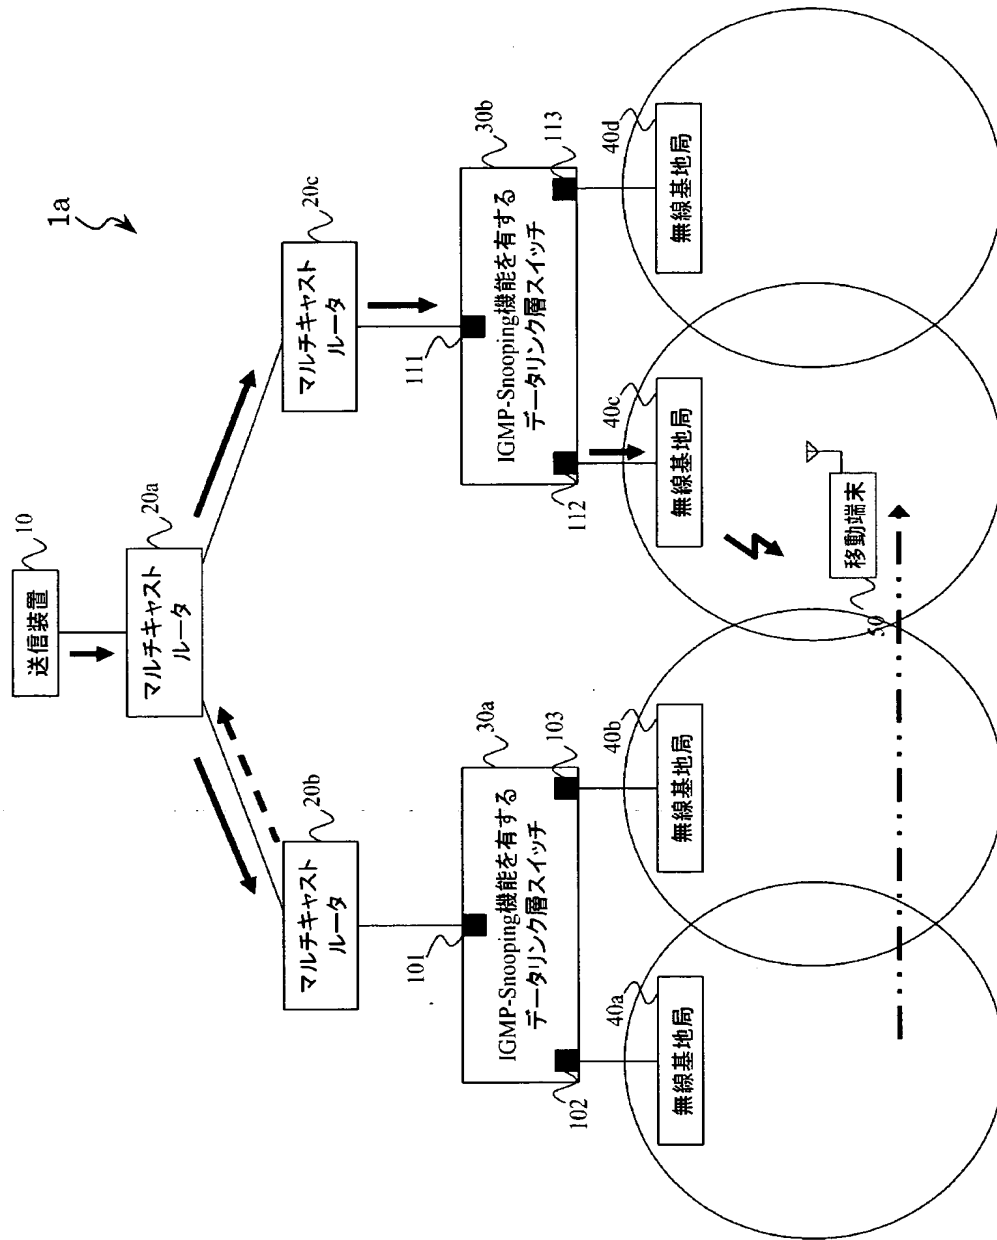 1a
10
送信装置
20a
マルチキャスト
ルータ
20b
マルチキャスト
ルータ
20c
マルチキャスト
ルータ
30a
101
IGMP-Snooping機能を有する
データリンク層スイッチ
102
103
30b
111
IGMP-Snooping機能を有する
データリンク層スイッチ
112
113
40a
無線基地局
40b
無線基地局
40c
無線基地局
40d
無線基地局
移動端末
50